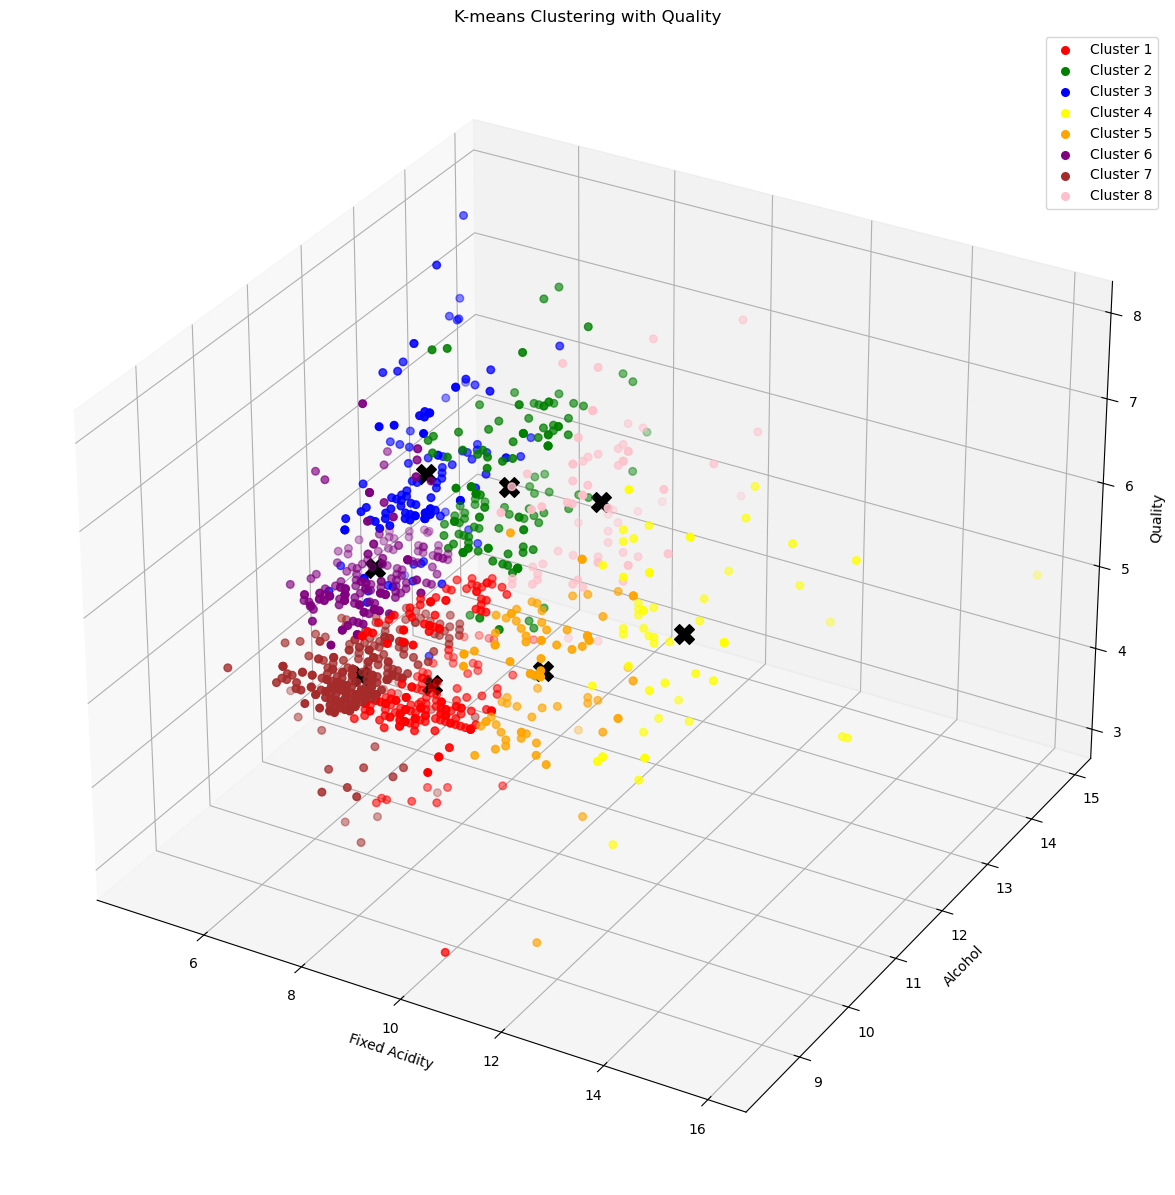 K-means Clustering with Quality
Cluster 1
Cluster 2
Cluster 3
Cluster 4
Cluster 5
Cluster 6
Cluster 7
Cluster 8
8
7
6
5
4
3
Quality
15
14
13
12
11
10
9
Alcohol
6
8
10
12
14
16
Fixed Acidity